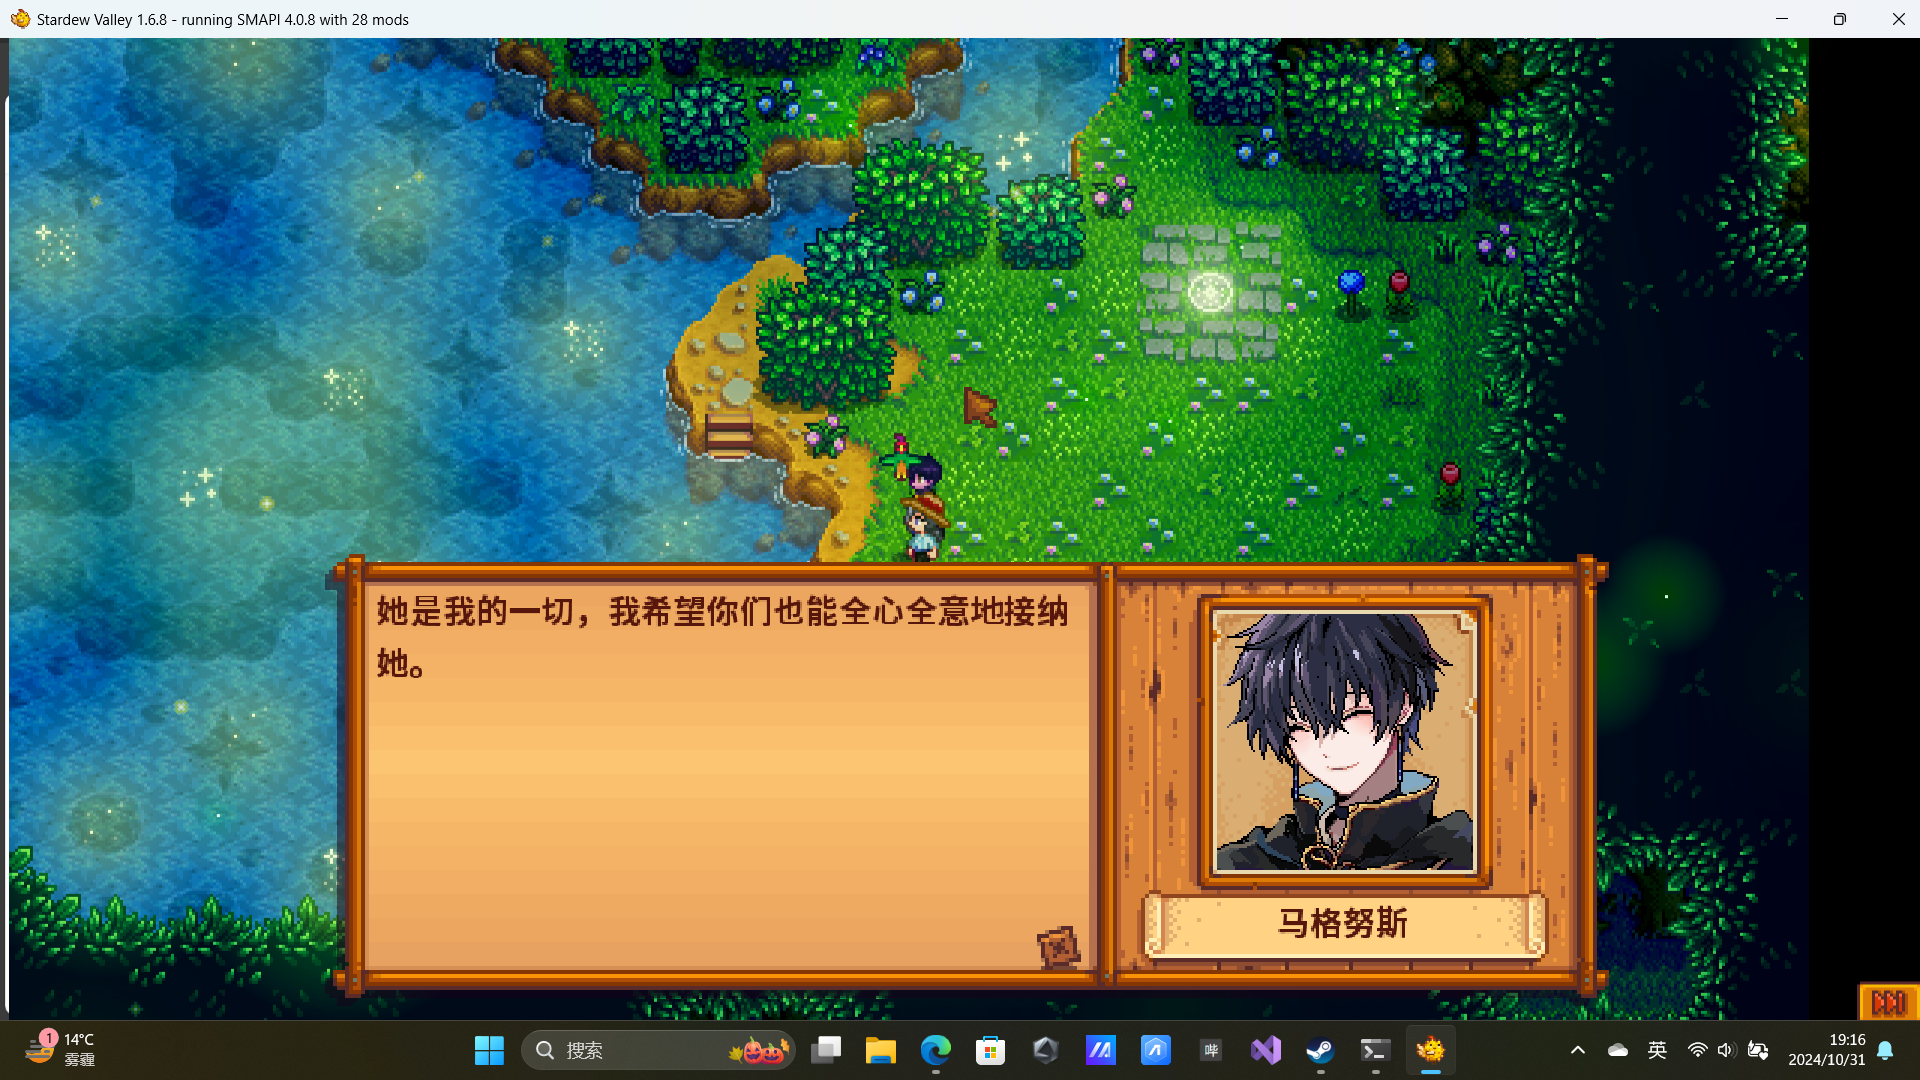 Stardew Valley 1.6.8 - running SMAPI 4.0.8 with 28 mods
她是我的一切，我希望你们也能全心全意地接纳
她。
马格努斯
1
14°C
雾霾
搜索
哔
英
19:16
2024/10/31